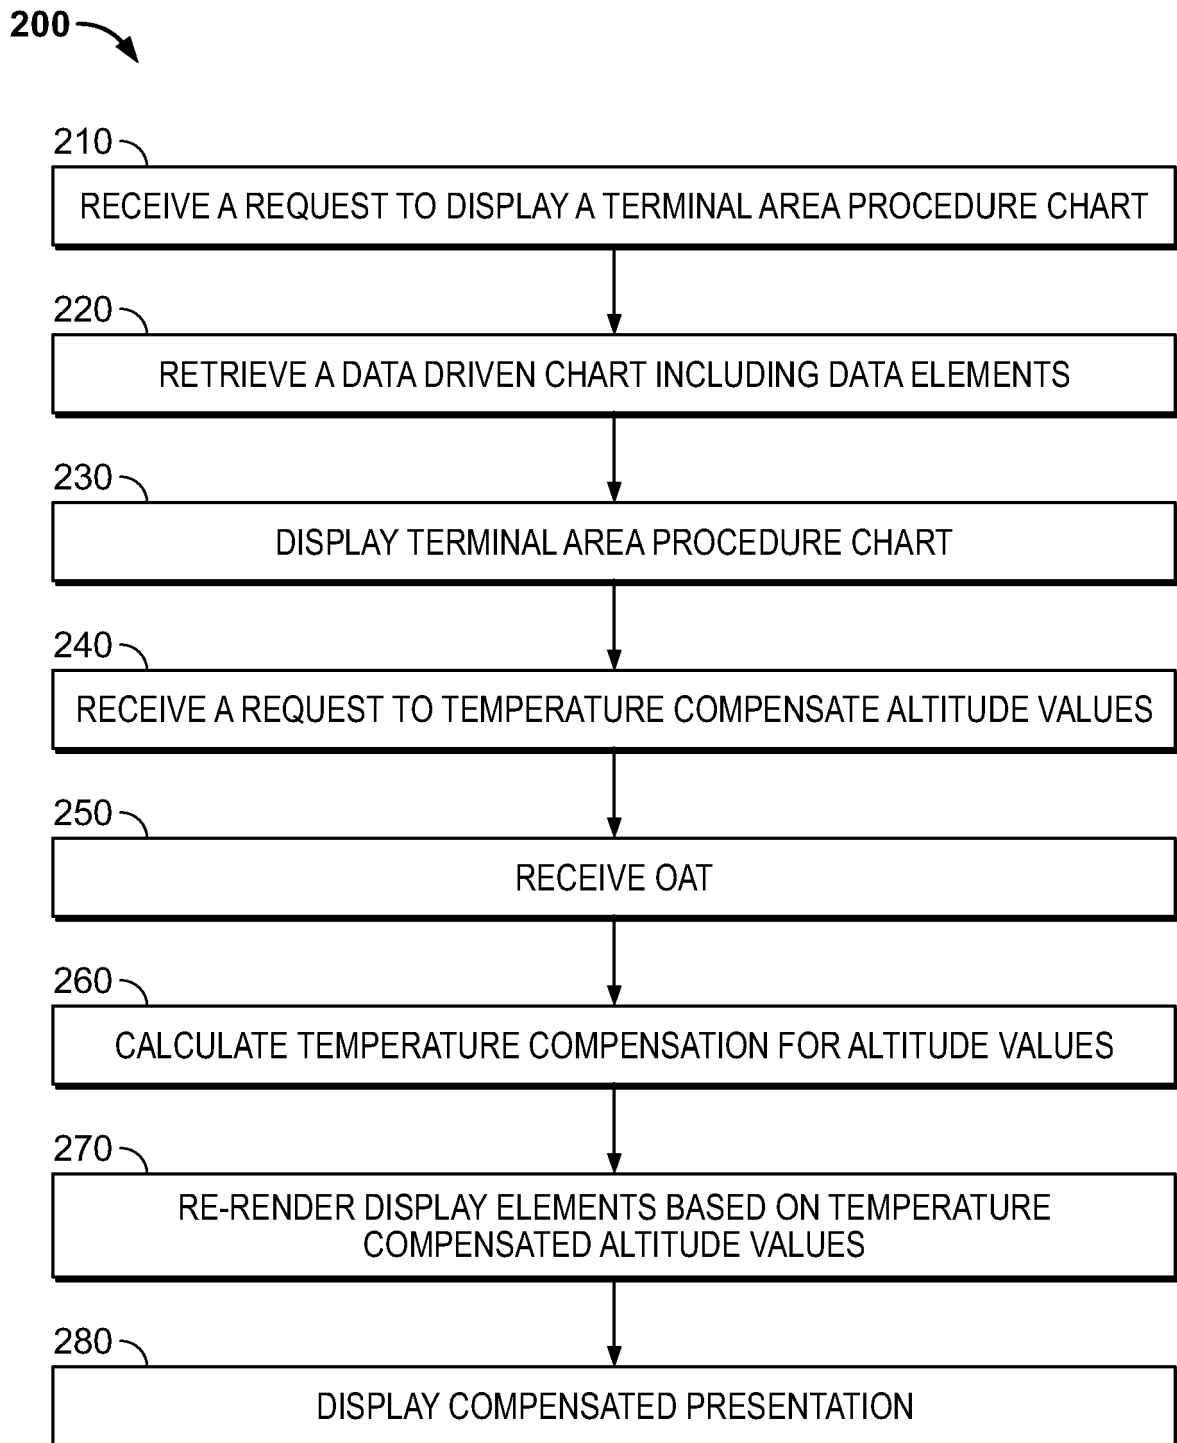 200
210
RECEIVE A REQUEST TO DISPLAY A TERMINAL AREA PROCEDURE CHART
220
RETRIEVE A DATA DRIVEN CHART INCLUDING DATA ELEMENTS
230
DISPLAY TERMINAL AREA PROCEDURE CHART
240
RECEIVE A REQUEST TO TEMPERATURE COMPENSATE ALTITUDE VALUES
250
RECEIVE OAT
260
CALCULATE TEMPERATURE COMPENSATION FOR ALTITUDE VALUES
270
RE-RENDER DISPLAY ELEMENTS BASED ON TEMPERATURE
COMPENSATED ALTITUDE VALUES
280
DISPLAY COMPENSATED PRESENTATION